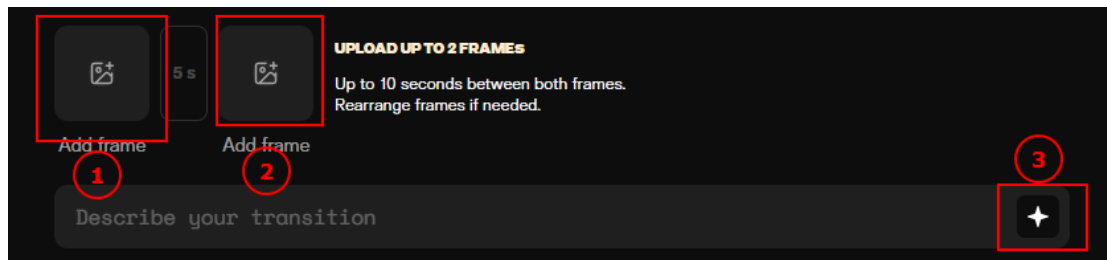 UPLOAD UP TO 2 FRAMES
5 s
Up to 10 seconds between both frames.
Rearrange frames if needed.
Add frame
Add frame
1
2
3
Describe your transition